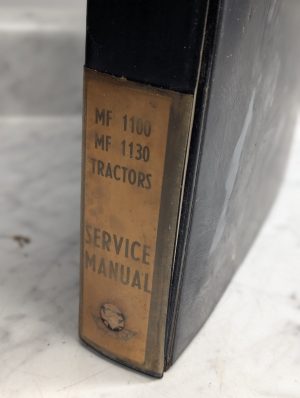 MF 1100
MF 1130
TRACTORS
SERVICE
MANUAL